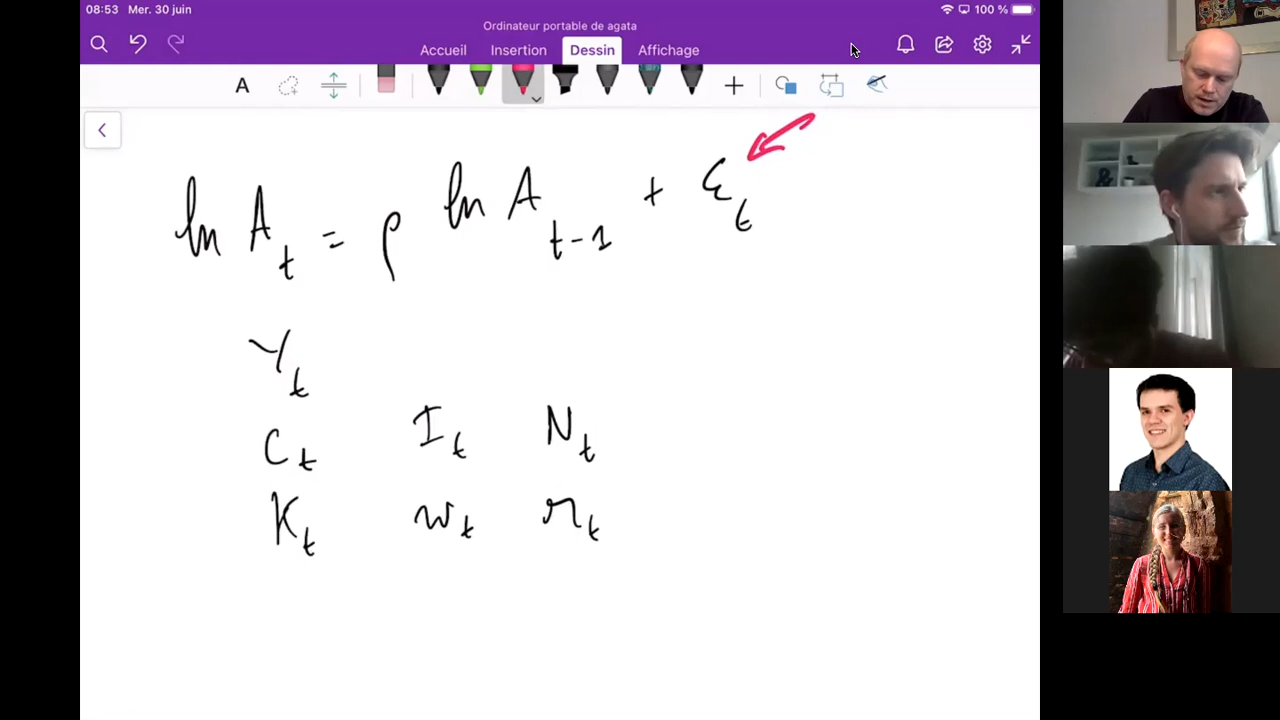 08:53 Mer. 30 juin
100 %
Ordinateur portable de agata
Accueil Insertion Dessin Affichage
A
ln A_t = ρ ln A_{t-1} + ε_t
Y_t
C_t I_t N_t
K_t w_t r_t